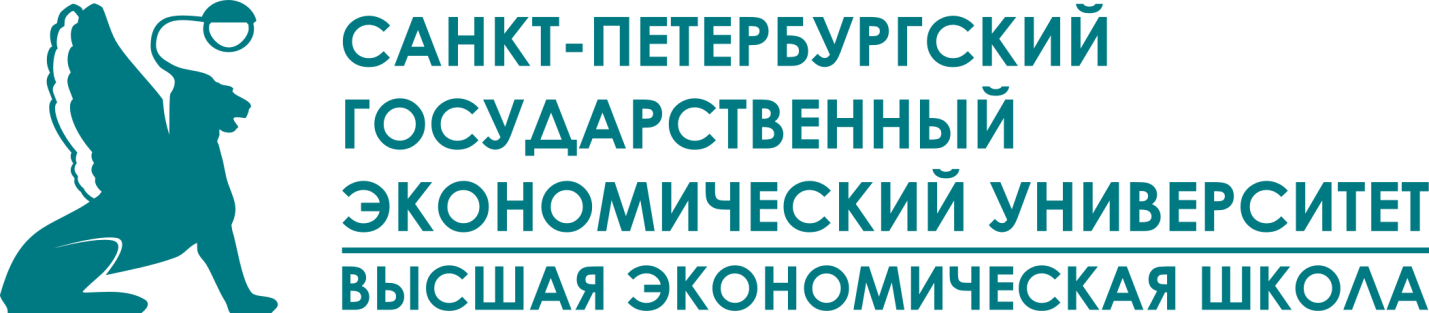 САНКТ-ПЕТЕРБУРГСКИЙ
ГОСУДАРСТВЕННЫЙ
ЭКОНОМИЧЕСКИЙ УНИВЕРСИТЕТ
ВЫСШАЯ ЭКОНОМИЧЕСКАЯ ШКОЛА